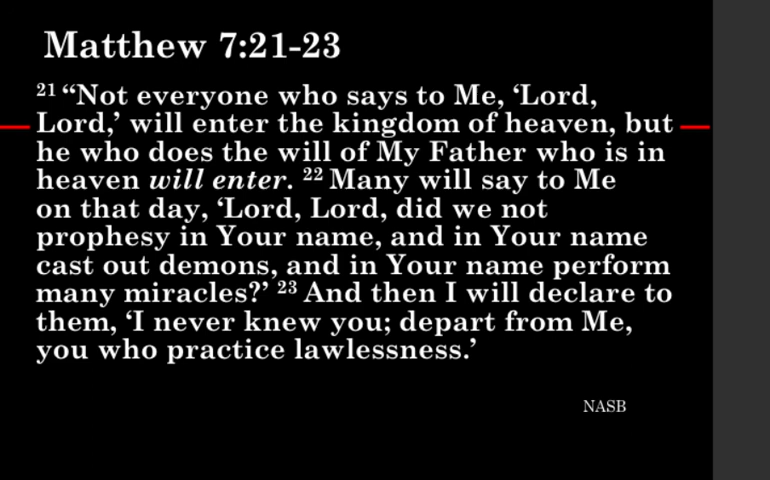 Matthew 7:21-23
21 “Not everyone who says to Me, ‘Lord,
Lord,’ will enter the kingdom of heaven, but
he who does the will of My Father who is in
heaven will enter. 22 Many will say to Me
on that day, ‘Lord, Lord, did we not
prophesy in Your name, and in Your name
cast out demons, and in Your name perform
many miracles?’ 23 And then I will declare to
them, ‘I never knew you; depart from Me,
you who practice lawlessness.’
NASB